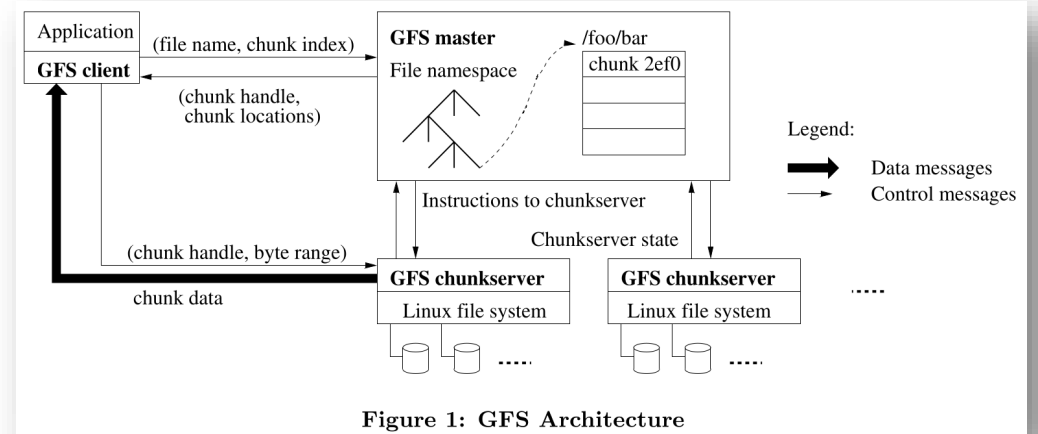 Application
GFS client
(file name, chunk index)
(chunk handle,
chunk locations)
GFS master
File namespace
/foo/bar
chunk 2ef0
Legend:
Data messages
Control messages
Instructions to chunkserver
Chunkserver state
(chunk handle, byte range)
chunk data
GFS chunkserver
Linux file system
GFS chunkserver
Linux file system
Figure 1: GFS Architecture